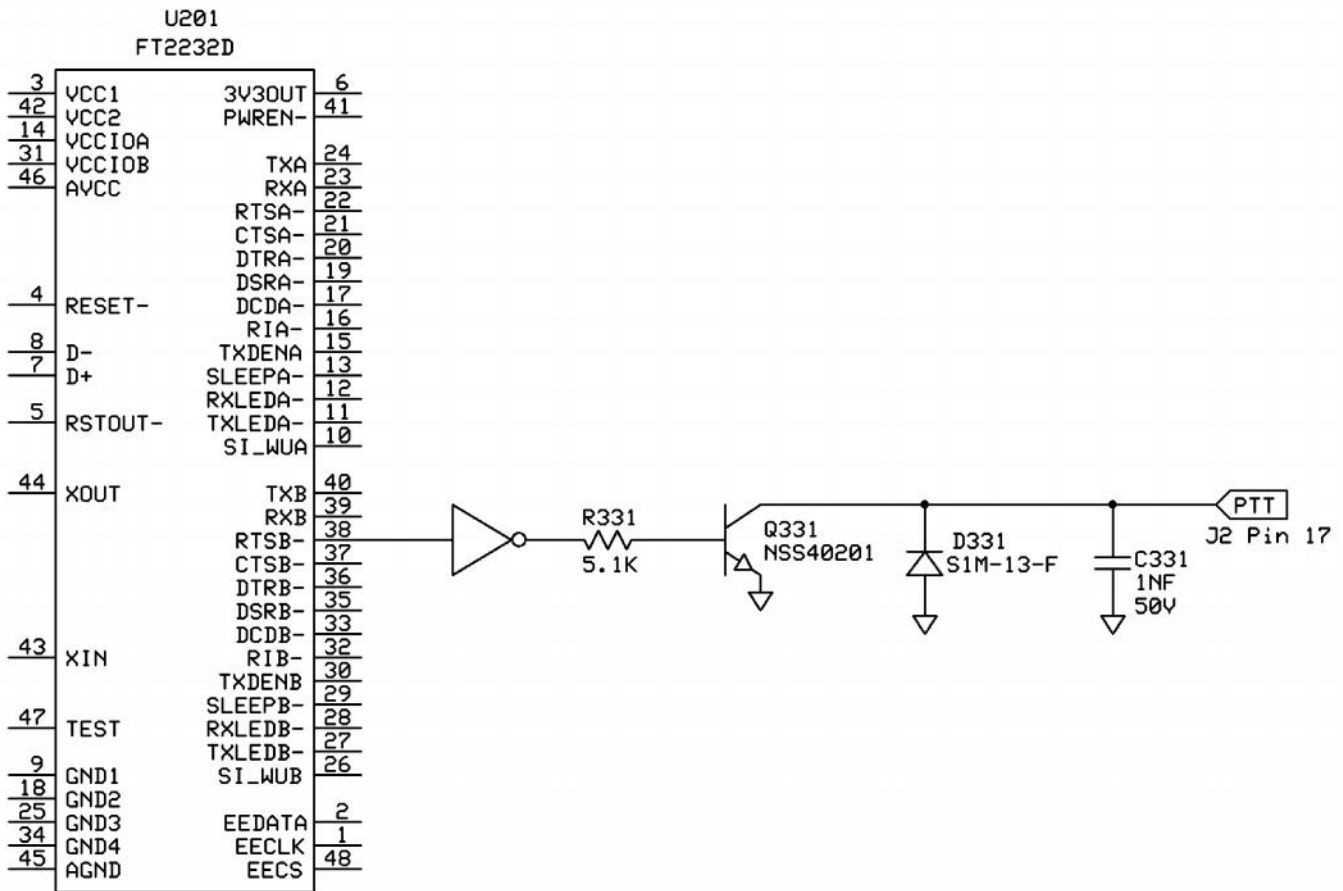 U201
FT2232D
3 VCC1 3V3OUT 6
42 VCC2 PWREN- 41
14 VCCIOA
31 VCCIOB TXA 24
46 AVCC RXA 23
RTSA- 22
CTSA- 21
DTRA- 20
DSRA- 19
4 RESET- DCDA- 17
RIA- 16
8 D- TXDENA 15
7 D+ SLEEPA- 13
RXLEDA- 12
5 RSTOUT- TXLEDA- 11
SI_WUA 10
44 XOUT TXB 40
RXB 39
RTSB- 38
CTSB- 37
DTRB- 36
DSRB- 35
DCDB- 33
43 XIN RIB- 32
TXDENB 30
SLEEPB- 29
47 TEST RXLEDB- 28
TXLEDB- 27
9 GND1 SI_WUB 26
18 GND2
25 GND3 EEDATA 2
34 GND4 EECLK 1
45 AGND EECS 48
R331
5.1K
Q331
NSS40201
D331
S1M-13-F
C331
1NF
50V
PTT
J2 Pin 17